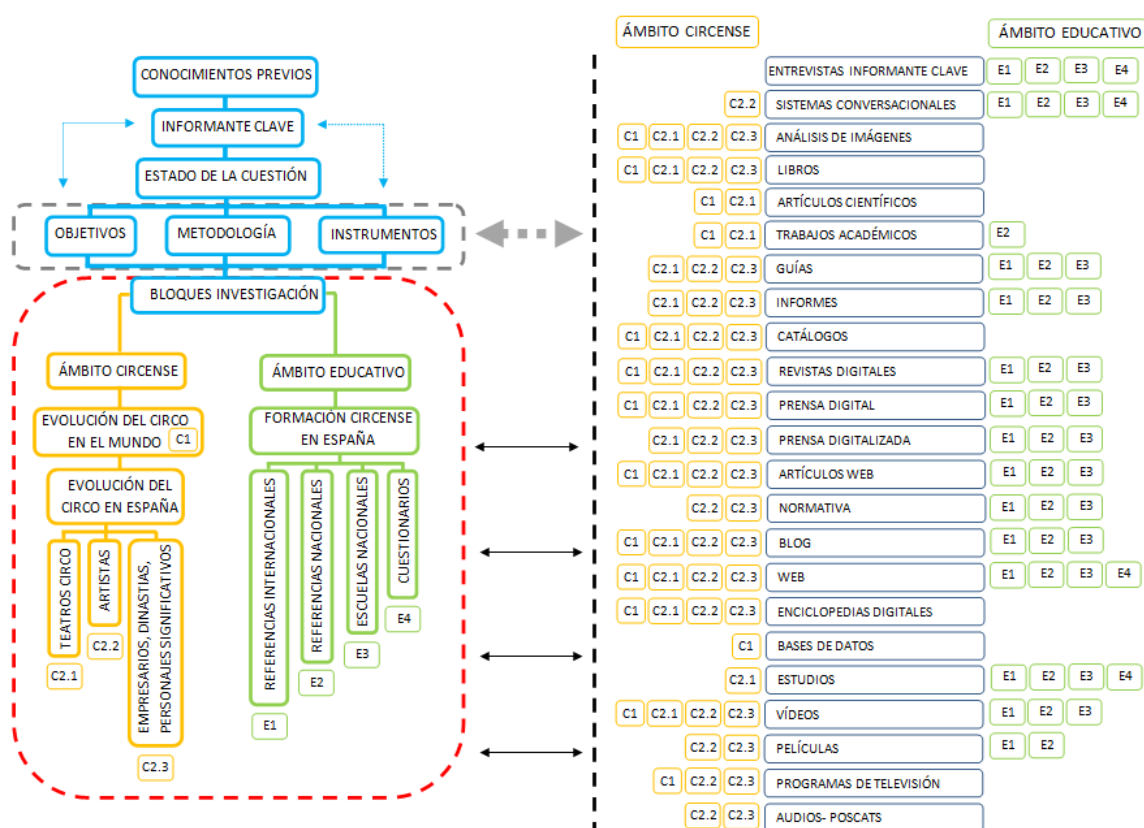 CONOCIMIENTOS PREVIOS
INFORMANTE CLAVE
ESTADO DE LA CUESTIÓN
OBJETIVOS
METODOLOGÍA
INSTRUMENTOS
BLOQUES INVESTIGACIÓN
ÁMBITO CIRCENSE
ÁMBITO EDUCATIVO
EVOLUCIÓN DEL CIRCO
EN EL MUNDO
C1
FORMACIÓN CIRCENSE
EN ESPAÑA
EVOLUCIÓN DEL
CIRCO EN ESPAÑA
TEATROS CIRCO
C2.1
ARTISTAS
C2.2
EMPRESARIOS, DINASTIAS,
PERSONAJES SIGNIFICATIVOS
C2.3
REFERENCIAS INTERNACIONALES
E1
REFERENCIAS NACIONALES
E2
ESCUELAS NACIONALES
E3
CUESTIONARIOS
E4
ÁMBITO CIRCENSE ÁMBITO EDUCATIVO
ENTREVISTAS INFORMANTE CLAVE E1 E2 E3 E4
C2.2 SISTEMAS CONVERSACIONALES E1 E2 E3 E4
C1 C2.1 C2.2 C2.3 ANÁLISIS DE IMÁGENES
C1 C2.1 C2.2 C2.3 LIBROS
C1 C2.1 ARTÍCULOS CIENTÍFICOS
C1 C2.1 TRABAJOS ACADÉMICOS E2
C2.1 C2.2 C2.3 GUÍAS E1 E2 E3
C2.1 C2.2 C2.3 INFORMES E1 E2 E3
C1 C2.1 C2.2 C2.3 CATÁLOGOS
C1 C2.1 C2.2 C2.3 REVISTAS DIGITALES E1 E2 E3
C1 C2.1 C2.2 C2.3 PRENSA DIGITAL E1 E2 E3
C2.1 C2.2 C2.3 PRENSA DIGITALIZADA E1 E2 E3
C1 C2.1 C2.2 C2.3 ARTÍCULOS WEB E1 E2 E3
C2.2 C2.3 NORMATIVA E1 E2 E3
C1 C2.1 C2.2 C2.3 BLOG E1 E2 E3
C1 C2.1 C2.2 C2.3 WEB E1 E2 E3 E4
C1 C2.1 C2.2 C2.3 ENCICLOPEDIAS DIGITALES
C1 BASES DE DATOS
C2.1 ESTUDIOS E1 E2 E3 E4
C1 C2.1 C2.2 C2.3 VÍDEOS E1 E2 E3
C2.2 C2.3 PELÍCULAS E1 E2
C1 C2.2 C2.3 PROGRAMAS DE TELEVISIÓN
C2.2 C2.3 AUDIOS- POSCATS